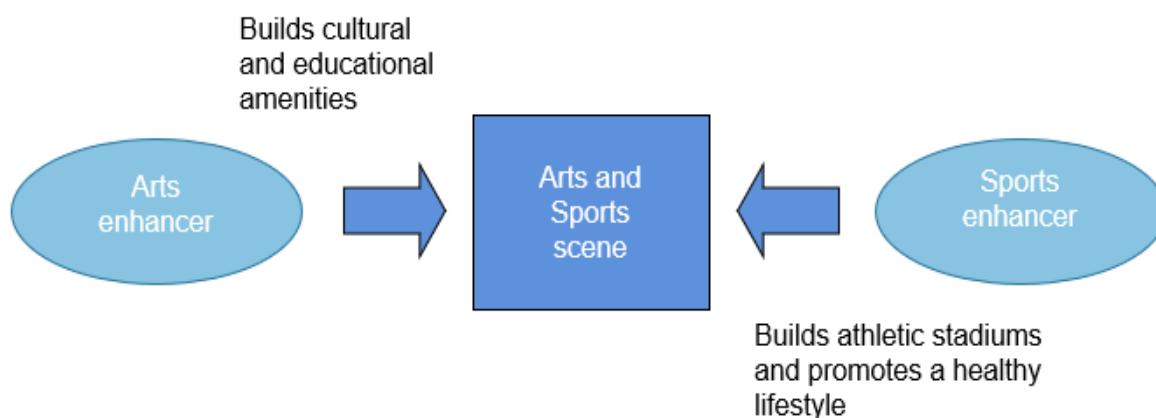 Builds cultural
and educational
amenities
Arts
enhancer
Arts and
Sports
scene
Sports
enhancer
Builds athletic stadiums
and promotes a healthy
lifestyle